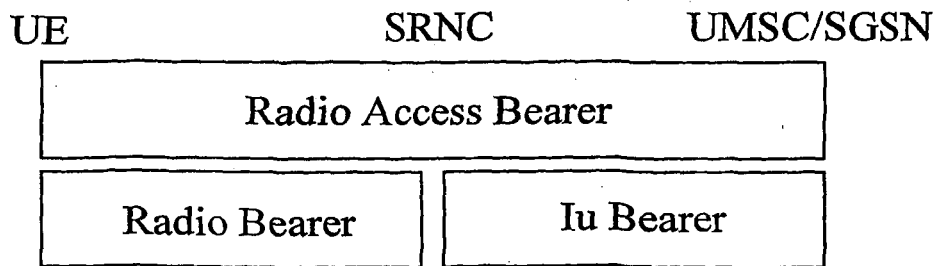 UE SRNC UMSC/SGSN
Radio Access Bearer
Radio Bearer Iu Bearer